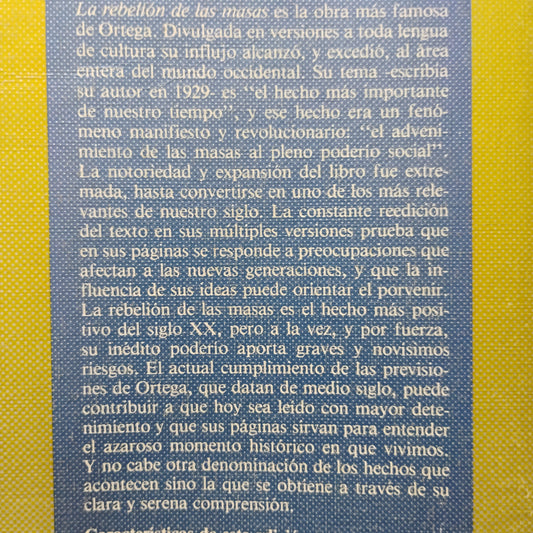 La rebelión de las masas es la obra más famosa
de Ortega. Divulgada en versiones a toda lengua
de cultura su influjo alcanzó, y excedió, al área
entera del mundo occidental. Su tema -escribía
su autor en 1929- es "el hecho más importante
de nuestro tiempo", y ese hecho era un fenó-
meno manifiesto y revolucionario: "el adveni-
miento de las masas al pleno poderío social".
La notoriedad y expansión del libro fue extre-
mada, hasta convertirse en uno de los más rele-
vantes de nuestro siglo. La constante reedición
del texto en sus múltiples versiones prueba que
en sus páginas se responde a preocupaciones que
afectan a las nuevas generaciones, y que la in-
fluencia de sus ideas puede orientar el porvenir.
La rebelión de las masas es el hecho más posi-
tivo del siglo XX, pero a la vez, y por fuerza,
su inédito poderío aporta graves y novísimos
riesgos. El actual cumplimiento de las previsio-
nes de Ortega, que datan de medio siglo, puede
contribuir a que hoy sea leído con mayor dete-
nimiento y que sus páginas sirvan para entender
el azaroso momento histórico en que vivimos.
Y no cabe otra denominación de los hechos que
acontecen sino la que se obtiene a través de su
clara y serena comprensión.